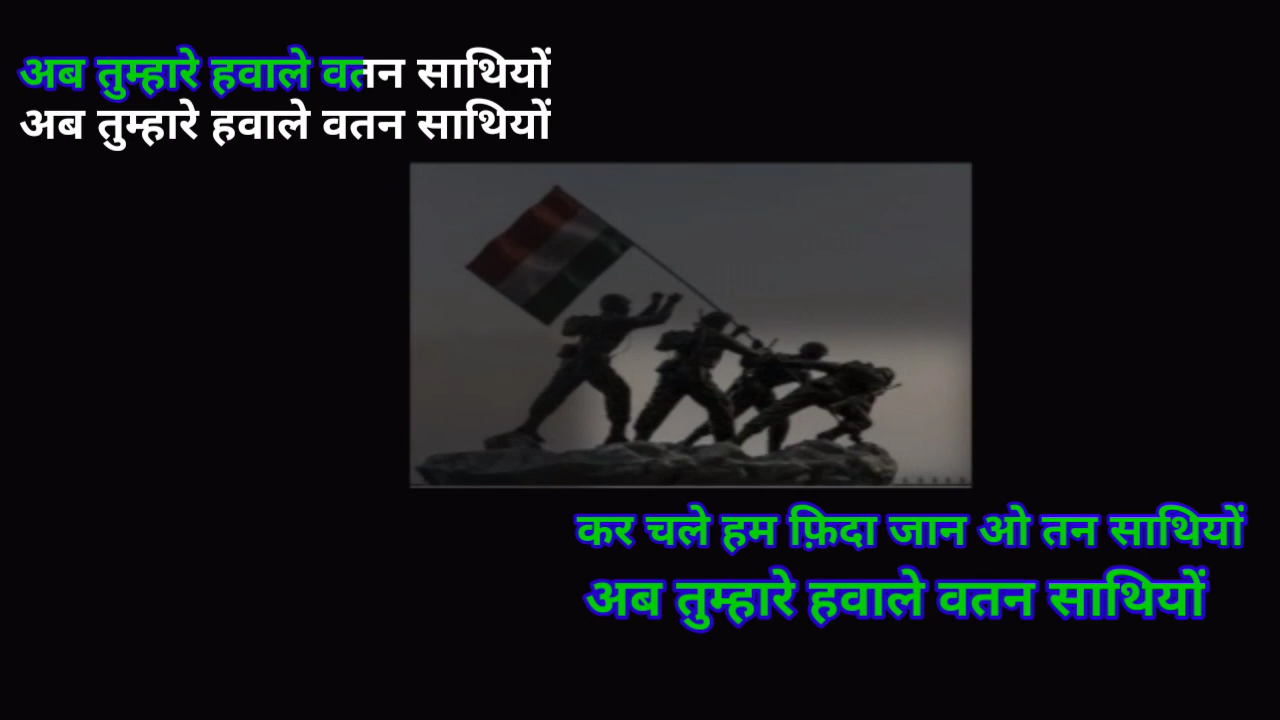 अब तुम्हारे हवाले वतन साथियों
अब तुम्हारे हवाले वतन साथियों
कर चले हम फ़िदा जान ओ तन साथियों
अब तुम्हारे हवाले वतन साथियों